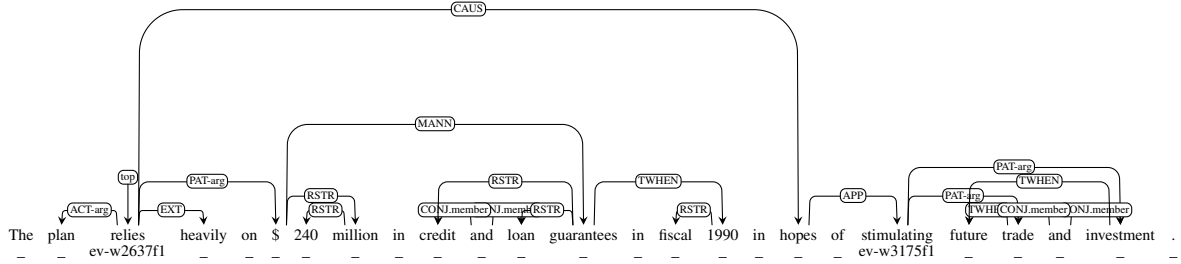 CAUS
MANN
PAT-arg
top PAT-arg RSTR RSTR TWHEN APP PAT-arg TWHEN
ACT-arg EXT RSTR CONJ.member RSTR RSTR CONJ.member
The plan relies heavily on $ 240 million in credit and loan guarantees in fiscal 1990 in hopes of stimulating future trade and investment .
_ _ ev-w2637f1 _ _ _ _ _ _ _ _ _ _ _ _ _ _ _ _ ev-w3175f1 _ _ _ _ _